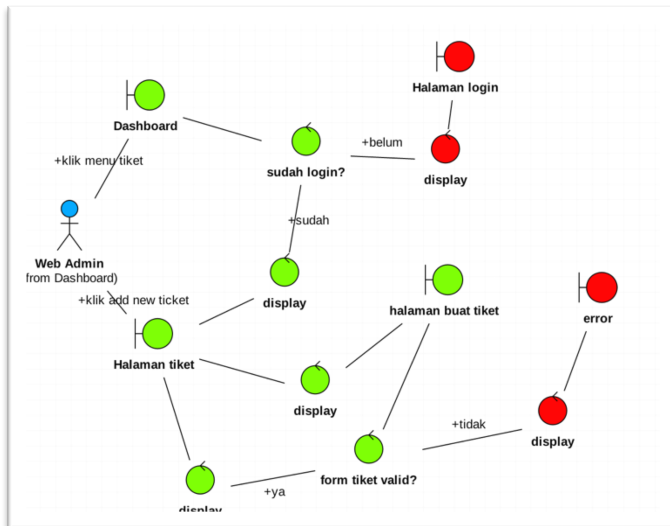 Halaman login
Dashboard
+belum
sudah login?
display
+klik menu tiket
+sudah
Web Admin
from Dashboard)
+klik add new ticket
display
halaman buat tiket
error
Halaman tiket
display
+tidak
display
form tiket valid?
+ya
display